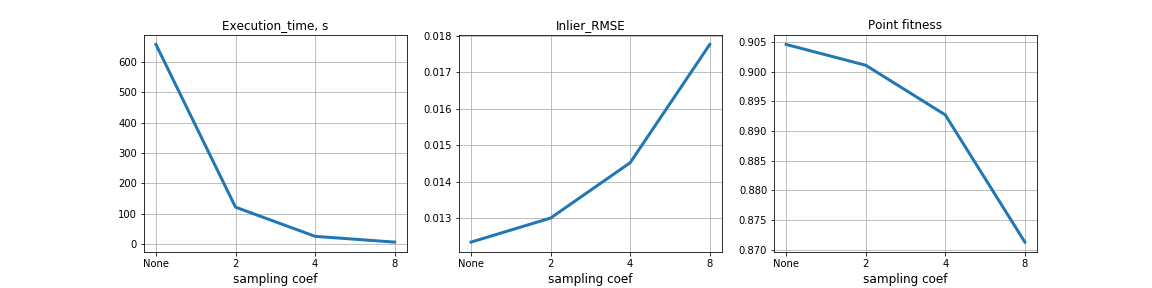 Execution_time, s
600
500
400
300
200
100
0
None 2 4 8
sampling coef
Inlier_RMSE
0.018
0.017
0.016
0.015
0.014
0.013
None 2 4 8
sampling coef
Point fitness
0.905
0.900
0.895
0.890
0.885
0.880
0.875
0.870
None 2 4 8
sampling coef